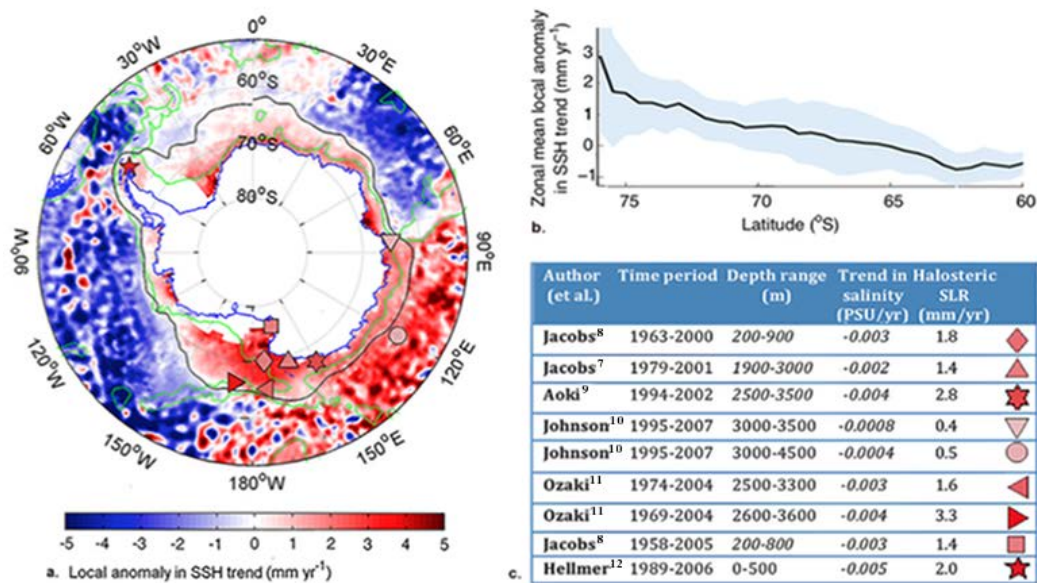 0°
30°E
60°E
90°E
120°E
150°E
180°W
150°W
120°W
90°W
60°W
30°W
60°S
70°S
80°S
-5 -4 -3 -2 -1 0 1 2 3 4 5
a. Local anomaly in SSH trend (mm yr⁻¹)
Zonal mean local anomaly
in SSH trend (mm yr⁻¹)
3
2
1
0
−1
75 70 65 60
Latitude (°S)
b.
Author Time period Depth range Trend in Halosteric
(et al.) (m) salinity SLR
(PSU/yr) (mm/yr)
Jacobs⁸ 1963-2000 200-900 -0.003 1.8
Jacobs⁷ 1979-2001 1900-3000 -0.002 1.4
Aoki⁹ 1994-2002 2500-3500 -0.004 2.8
Johnson¹⁰ 1995-2007 3000-3500 -0.0008 0.4
Johnson¹⁰ 1995-2007 3000-4500 -0.0004 0.5
Ozaki¹¹ 1974-2004 2500-3300 -0.003 1.6
Ozaki¹¹ 1969-2004 2600-3600 -0.004 3.3
Jacobs⁸ 1958-2005 200-800 -0.003 1.4
Hellmer¹² 1989-2006 0-500 -0.005 2.0
c.